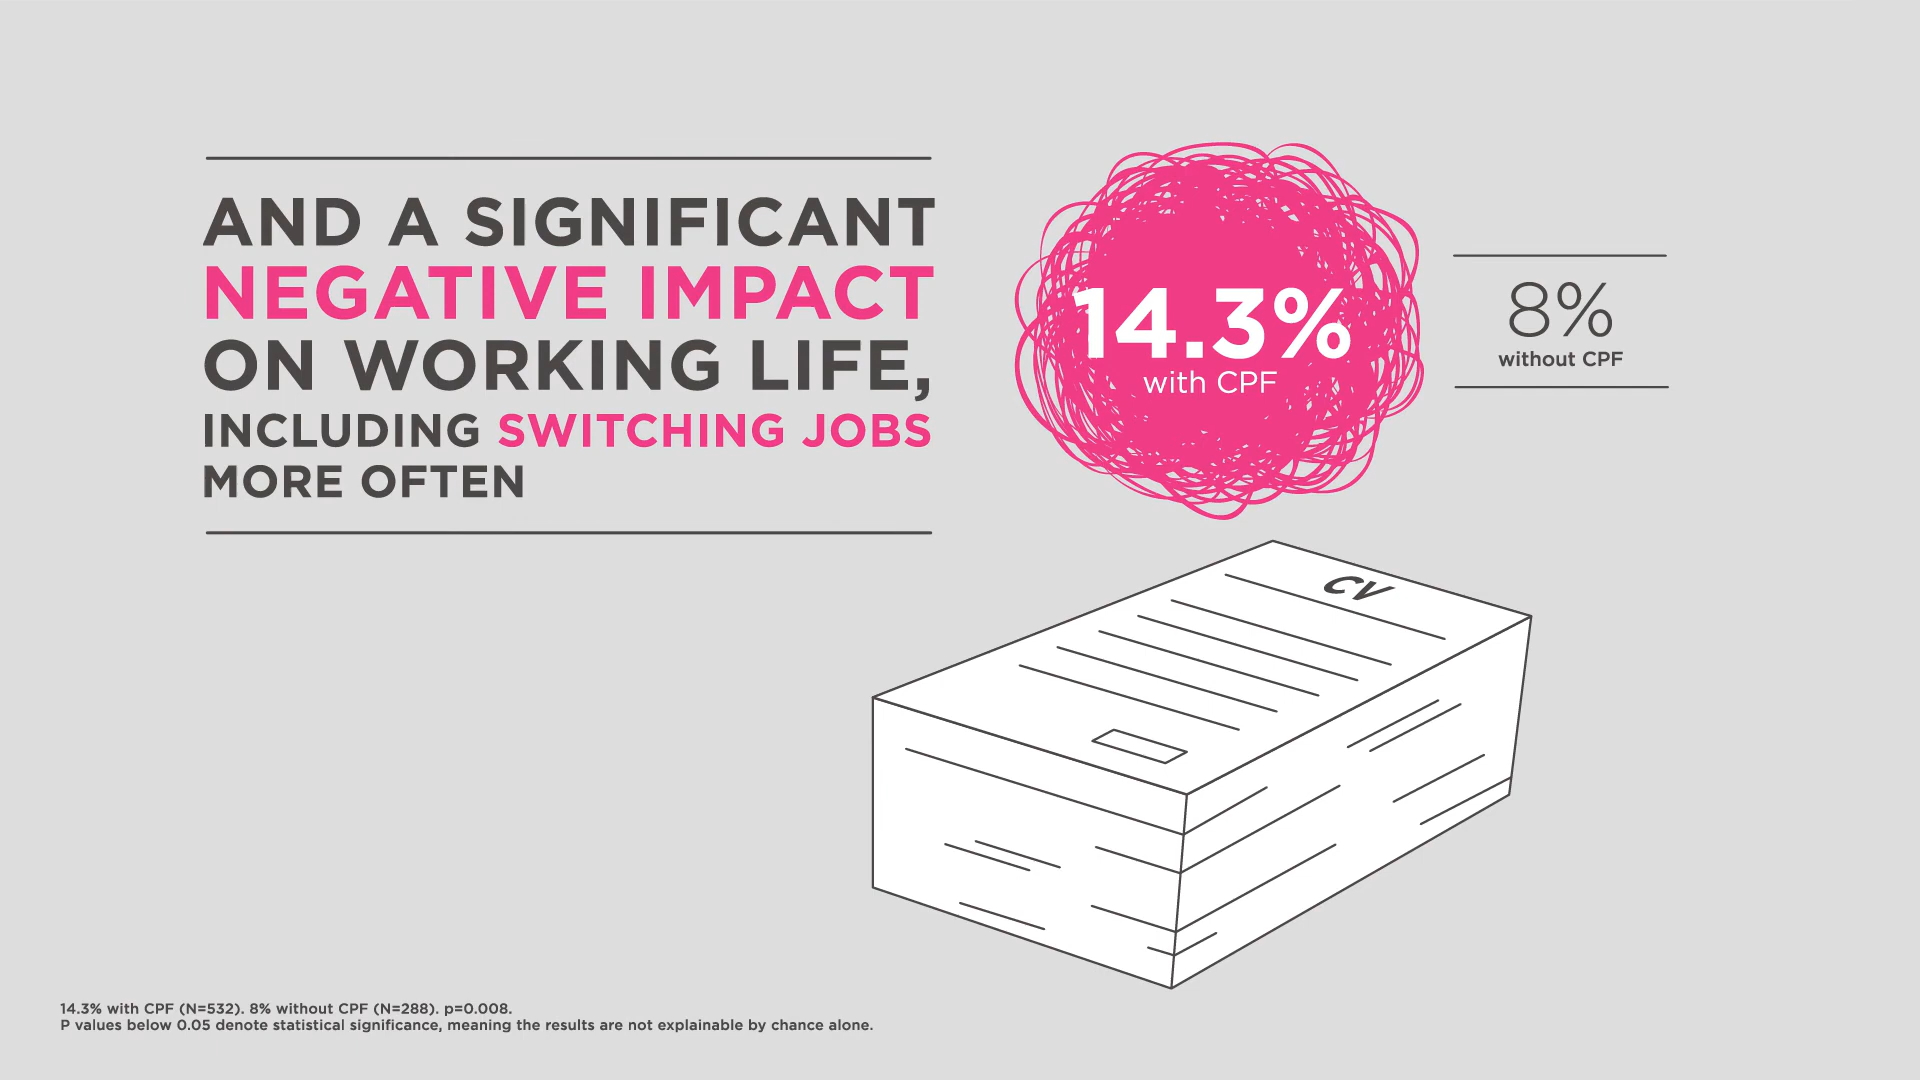 AND A SIGNIFICANT
NEGATIVE IMPACT
ON WORKING LIFE,
INCLUDING SWITCHING JOBS
MORE OFTEN
14.3%
with CPF
8%
without CPF
CV
14.3% with CPF (N=532). 8% without CPF (N=288). p=0.008.
P values below 0.05 denote statistical significance, meaning the results are not explainable by chance alone.